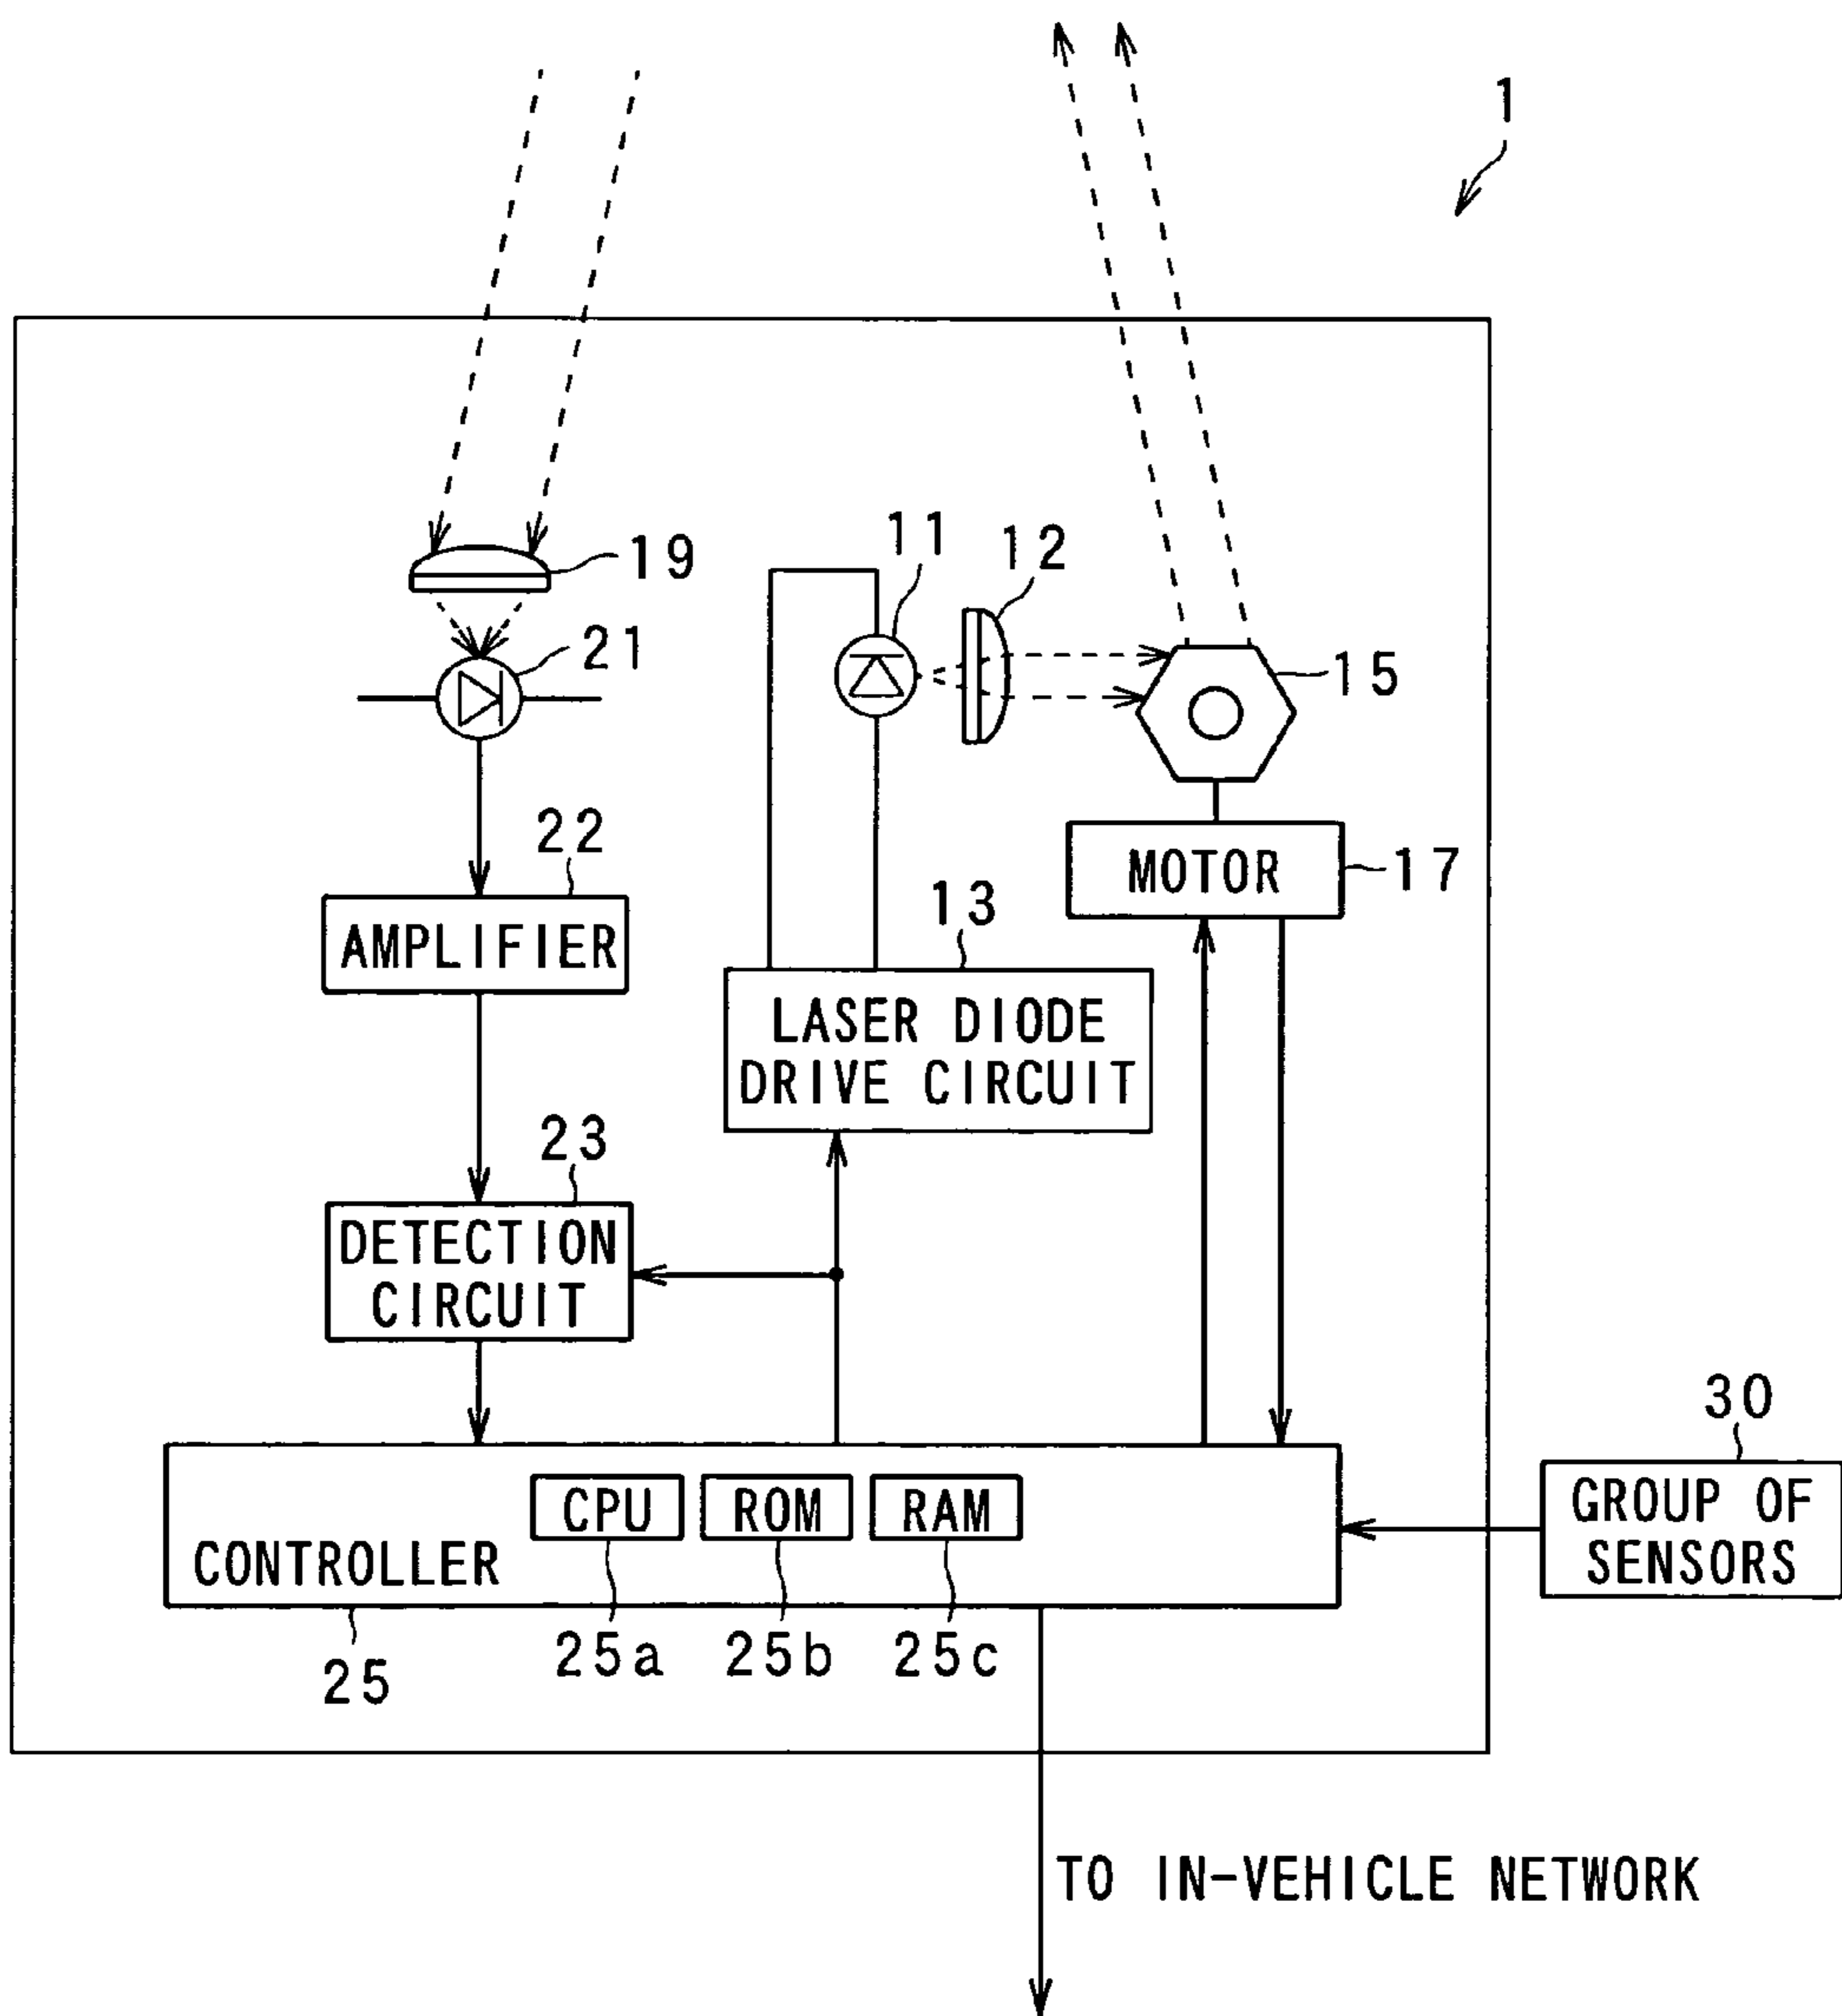 1
11
12
19
21
15
22
MOTOR
17
13
AMPLIFIER
LASER DIODE
DRIVE CIRCUIT
23
DETECTION
CIRCUIT
30
GROUP OF
SENSORS
CPU
ROM
RAM
CONTROLLER
25
25a
25b
25c
TO IN-VEHICLE NETWORK